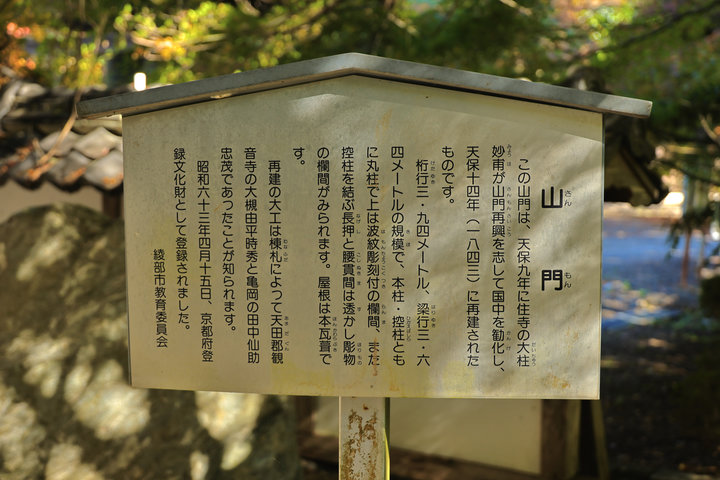 山門
この山門は、天保九年に住寺の大柱
妙甫が山門再興を志して国中を勧化し、
天保十四年（一八四三）に再建された
ものです。
桁行三・九四メートル、梁行三・六
四メートルの規模で、本柱・控柱とも
に丸柱で上は波紋彫刻付の欄間、また
控柱を結ぶ長押と腰貫間は透かし彫物
の欄間がみられます。屋根は本瓦葺で
す。
再建の大工は棟札によつて天田郡観
音寺の大槻由平時秀と亀岡の田中仙助
忠茂であつたことが知られます。
昭和六十三年四月十五日、京都府登
録文化財として登録されました。
綾部市教育委員会